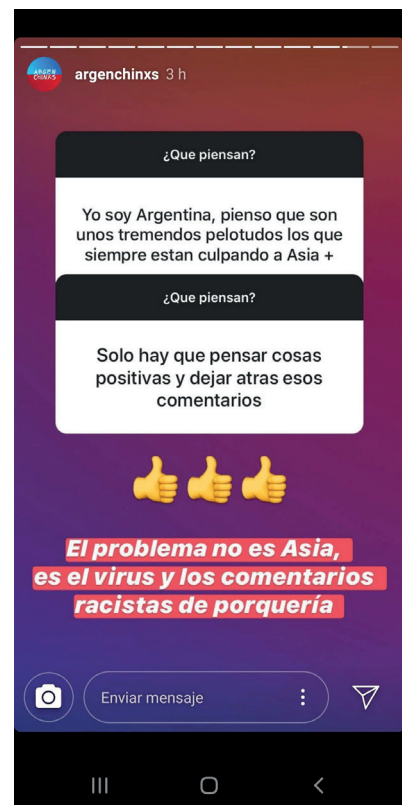 ARGEN
CHINXS
argenchinxs 3 h
¿Que piensan?
Yo soy Argentina, pienso que son
unos tremendos pelotudos los que
siempre estan culpando a Asia +
¿Que piensan?
Solo hay que pensar cosas
positivas y dejar atras esos
comentarios
El problema no es Asia,
es el virus y los comentarios
racistas de porquería
Enviar mensaje